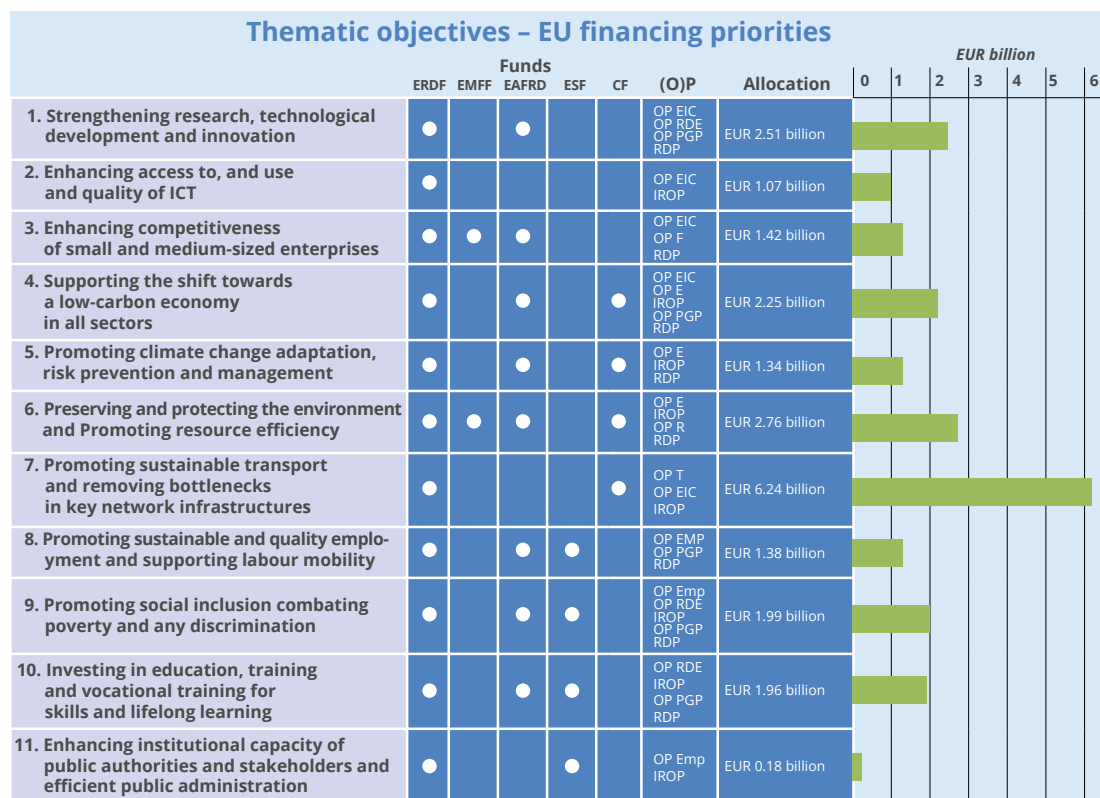 Thematic objectives – EU financing priorities
EUR billion
Funds
ERDF EMFF EAFRD ESF CF (O)P Allocation 0 1 2 3 4 5 6
1. Strengthening research, technological
development and innovation
OP EIC
OP RDE
OP PGP
RDP
EUR 2.51 billion
2. Enhancing access to, and use
and quality of ICT
OP EIC
IROP
EUR 1.07 billion
3. Enhancing competitiveness
of small and medium-sized enterprises
OP EIC
OP F
RDP
EUR 1.42 billion
4. Supporting the shift towards
a low-carbon economy
in all sectors
OP EIC
OP E
IROP
OP PGP
RDP
EUR 2.25 billion
5. Promoting climate change adaptation,
risk prevention and management
OP E
IROP
RDP
EUR 1.34 billion
6. Preserving and protecting the environment
and Promoting resource efficiency
OP E
IROP
OP R
RDP
EUR 2.76 billion
7. Promoting sustainable transport
and removing bottlenecks
in key network infrastructures
OP T
OP EIC
IROP
EUR 6.24 billion
8. Promoting sustainable and quality emplo-
yment and supporting labour mobility
OP EMP
OP PGP
RDP
EUR 1.38 billion
9. Promoting social inclusion combating
poverty and any discrimination
OP Emp
OP RDE
IROP
OP PGP
RDP
EUR 1.99 billion
10. Investing in education, training
and vocational training for
skills and lifelong learning
OP RDE
IROP
OP PGP
RDP
EUR 1.96 billion
11. Enhancing institutional capacity of
public authorities and stakeholders and
efficient public administration
OP Emp
IROP
EUR 0.18 billion